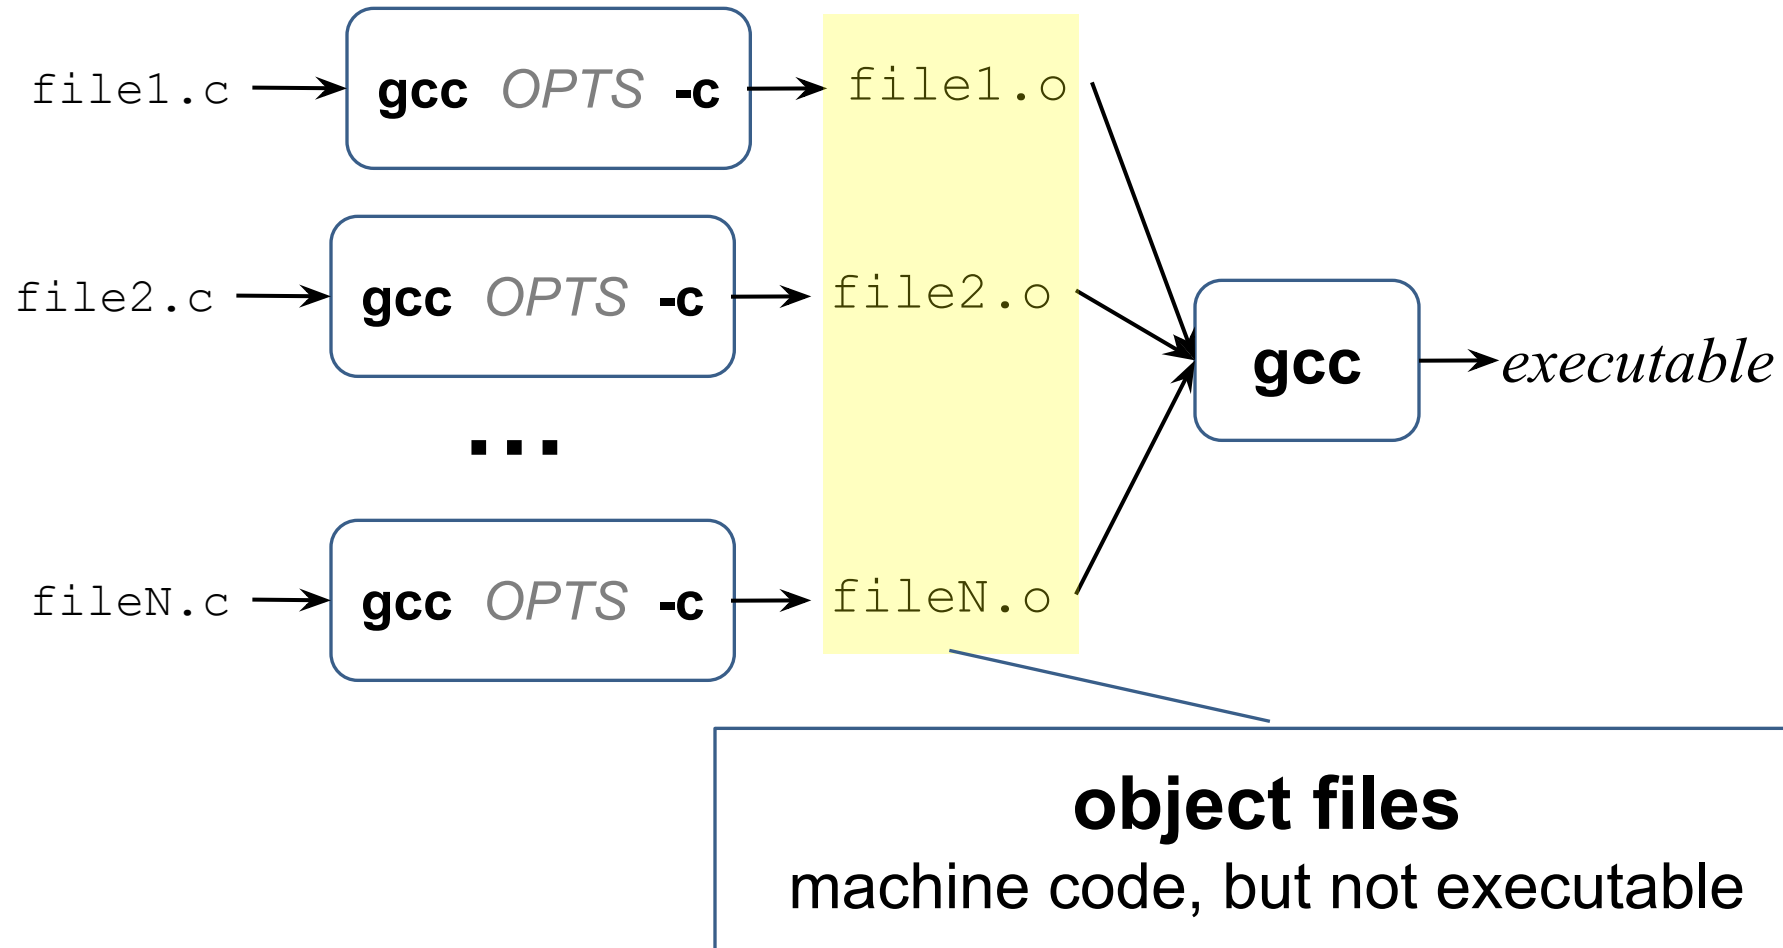 file1.c gcc OPTS -c file1.o
file2.c gcc OPTS -c file2.o
gcc executable
...
fileN.c gcc OPTS -c fileN.o
object files
machine code, but not executable